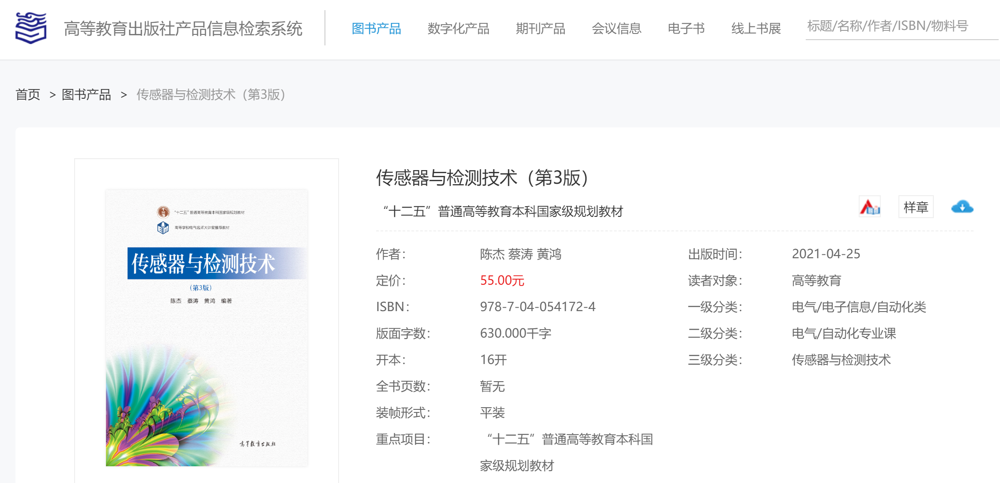 高等教育出版社产品信息检索系统
图书产品 数字化产品 期刊产品 会议信息 电子书 线上书展 标题/名称/作者/ISBN/物料号
首页 > 图书产品 > 传感器与检测技术（第3版）
“十二五”普通高等教育本科国家级规划教材
高等学校电气名师大讲堂推荐教材
传感器与检测技术
（第3版）
陈杰 蔡涛 黄鸿 编著
高等教育出版社
传感器与检测技术（第3版）
“十二五”普通高等教育本科国家级规划教材
样章
作者： 陈杰 蔡涛 黄鸿 出版时间： 2021-04-25
定价： 55.00元 读者对象： 高等教育
ISBN： 978-7-04-054172-4 一级分类： 电气/电子信息/自动化类
版面字数： 630.000千字 二级分类： 电气/自动化专业课
开本： 16开 三级分类： 传感器与检测技术
全书页数： 暂无
装帧形式： 平装
重点项目： “十二五”普通高等教育本科国
家级规划教材